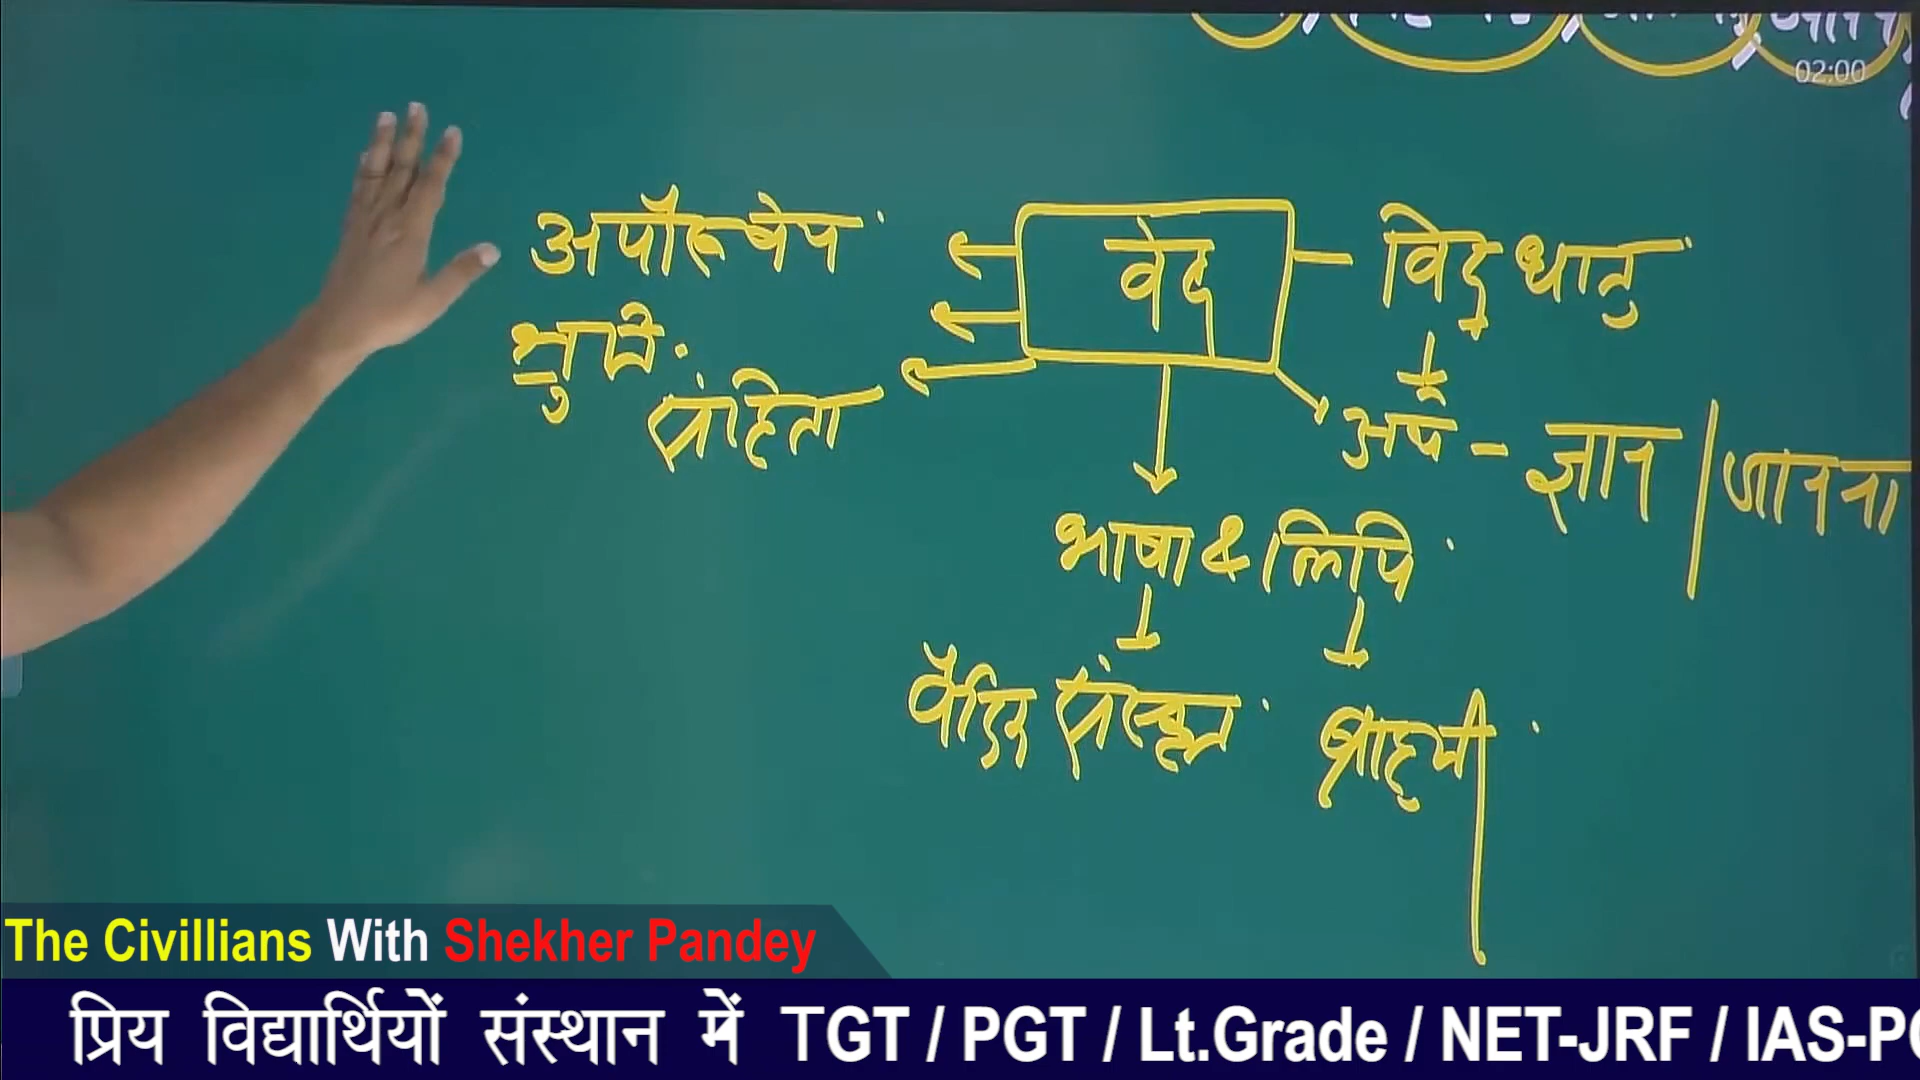 02:00
अपौरूषेय
वेद
विद् धातु
श्रुति
संहिता
अर्थ - ज्ञान / जानना
भाषा & लिपि
वैदिक संस्कृत
ब्राह्मी
The Civillians With Shekher Pandey
प्रिय विद्यार्थियों संस्थान में TGT / PGT / Lt.Grade / NET-JRF / IAS-P